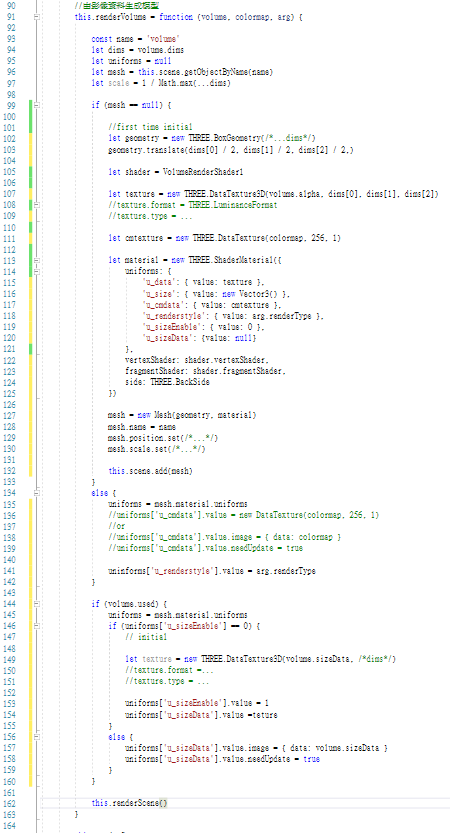 90 //由影像資料生成模型
91 this.renderVolume = function (volume, colormap, arg) {
92
93 const name = 'volume'
94 let dims = volume.dims
95 let uniforms = null
96 let mesh = this.scene.getObjectByName(name)
97 let scale = 1 / Math.max(...dims)
98
99 if (mesh == null) {
100
101 //first time initial
102 let geometry = new THREE.BoxGeometry(/*...dims*/)
103 geometry.translate(dims[0] / 2, dims[1] / 2, dims[2] / 2,)
104
105 let shader = VolumeRenderShader1
106
107 let texture = new THREE.DataTexture3D(volume.alpha, dims[0], dims[1], dims[2])
108 //texture.format = THREE.LuminanceFormat
109 //texture.type = ...
110
111 let cmtexture = new THREE.DataTexture(colormap, 256, 1)
112
113 let material = new THREE.ShaderMaterial({
114 uniforms: {
115 'u_data': { value: texture },
116 'u_size': { value: new Vector3() },
117 'u_cmdata': { value: cmtexture },
118 'u_renderstyle': { value: arg.renderType },
119 'u_sizeEnable': { value: 0 },
120 'u_sizeData': {value: null}
121 },
122 vertexShader: shader.vertexShader,
123 fragmentShader: shader.fragmentShader,
124 side: THREE.BackSide
125 })
126
127 mesh = new Mesh(geometry, material)
128 mesh.name = name
129 mesh.position.set(/*...*/)
130 mesh.scale.set(/*...*/)
131
132 this.scene.add(mesh)
133 }
134 else {
135 uniforms = mesh.material.uniforms
136 //uniforms['u_cmdata'].value = new DataTexture(colormap, 256, 1)
137 //or
138 //uniforms['u_cmdata'].value.image = { data: colormap }
139 //uniforms['u_cmdata'].value.needUpdate = true
140
141 uninforms['u_renderstyle'].value = arg.renderType
142 }
143
144 if (volume.used) {
145 uniforms = mesh.material.uniforms
146 if (uniforms['u_sizeEnable'] == 0) {
147 // initial
148
149 let texture = new THREE.DataTexture3D(volume.sizeData, /*dims*/)
150 //texture.format =...
151 //texture.type = ...
152
153 uniforms['u_sizeEnable'].value = 1
154 uniforms['u_sizeData'].value =teture
155 }
156 else {
157 uniforms['u_sizeData'].value.image = { data: volume.sizeData }
158 uniforms['u_sizeData'].value.needUpdate = true
159 }
160 }
161
162 this.renderScene()
163 }
164